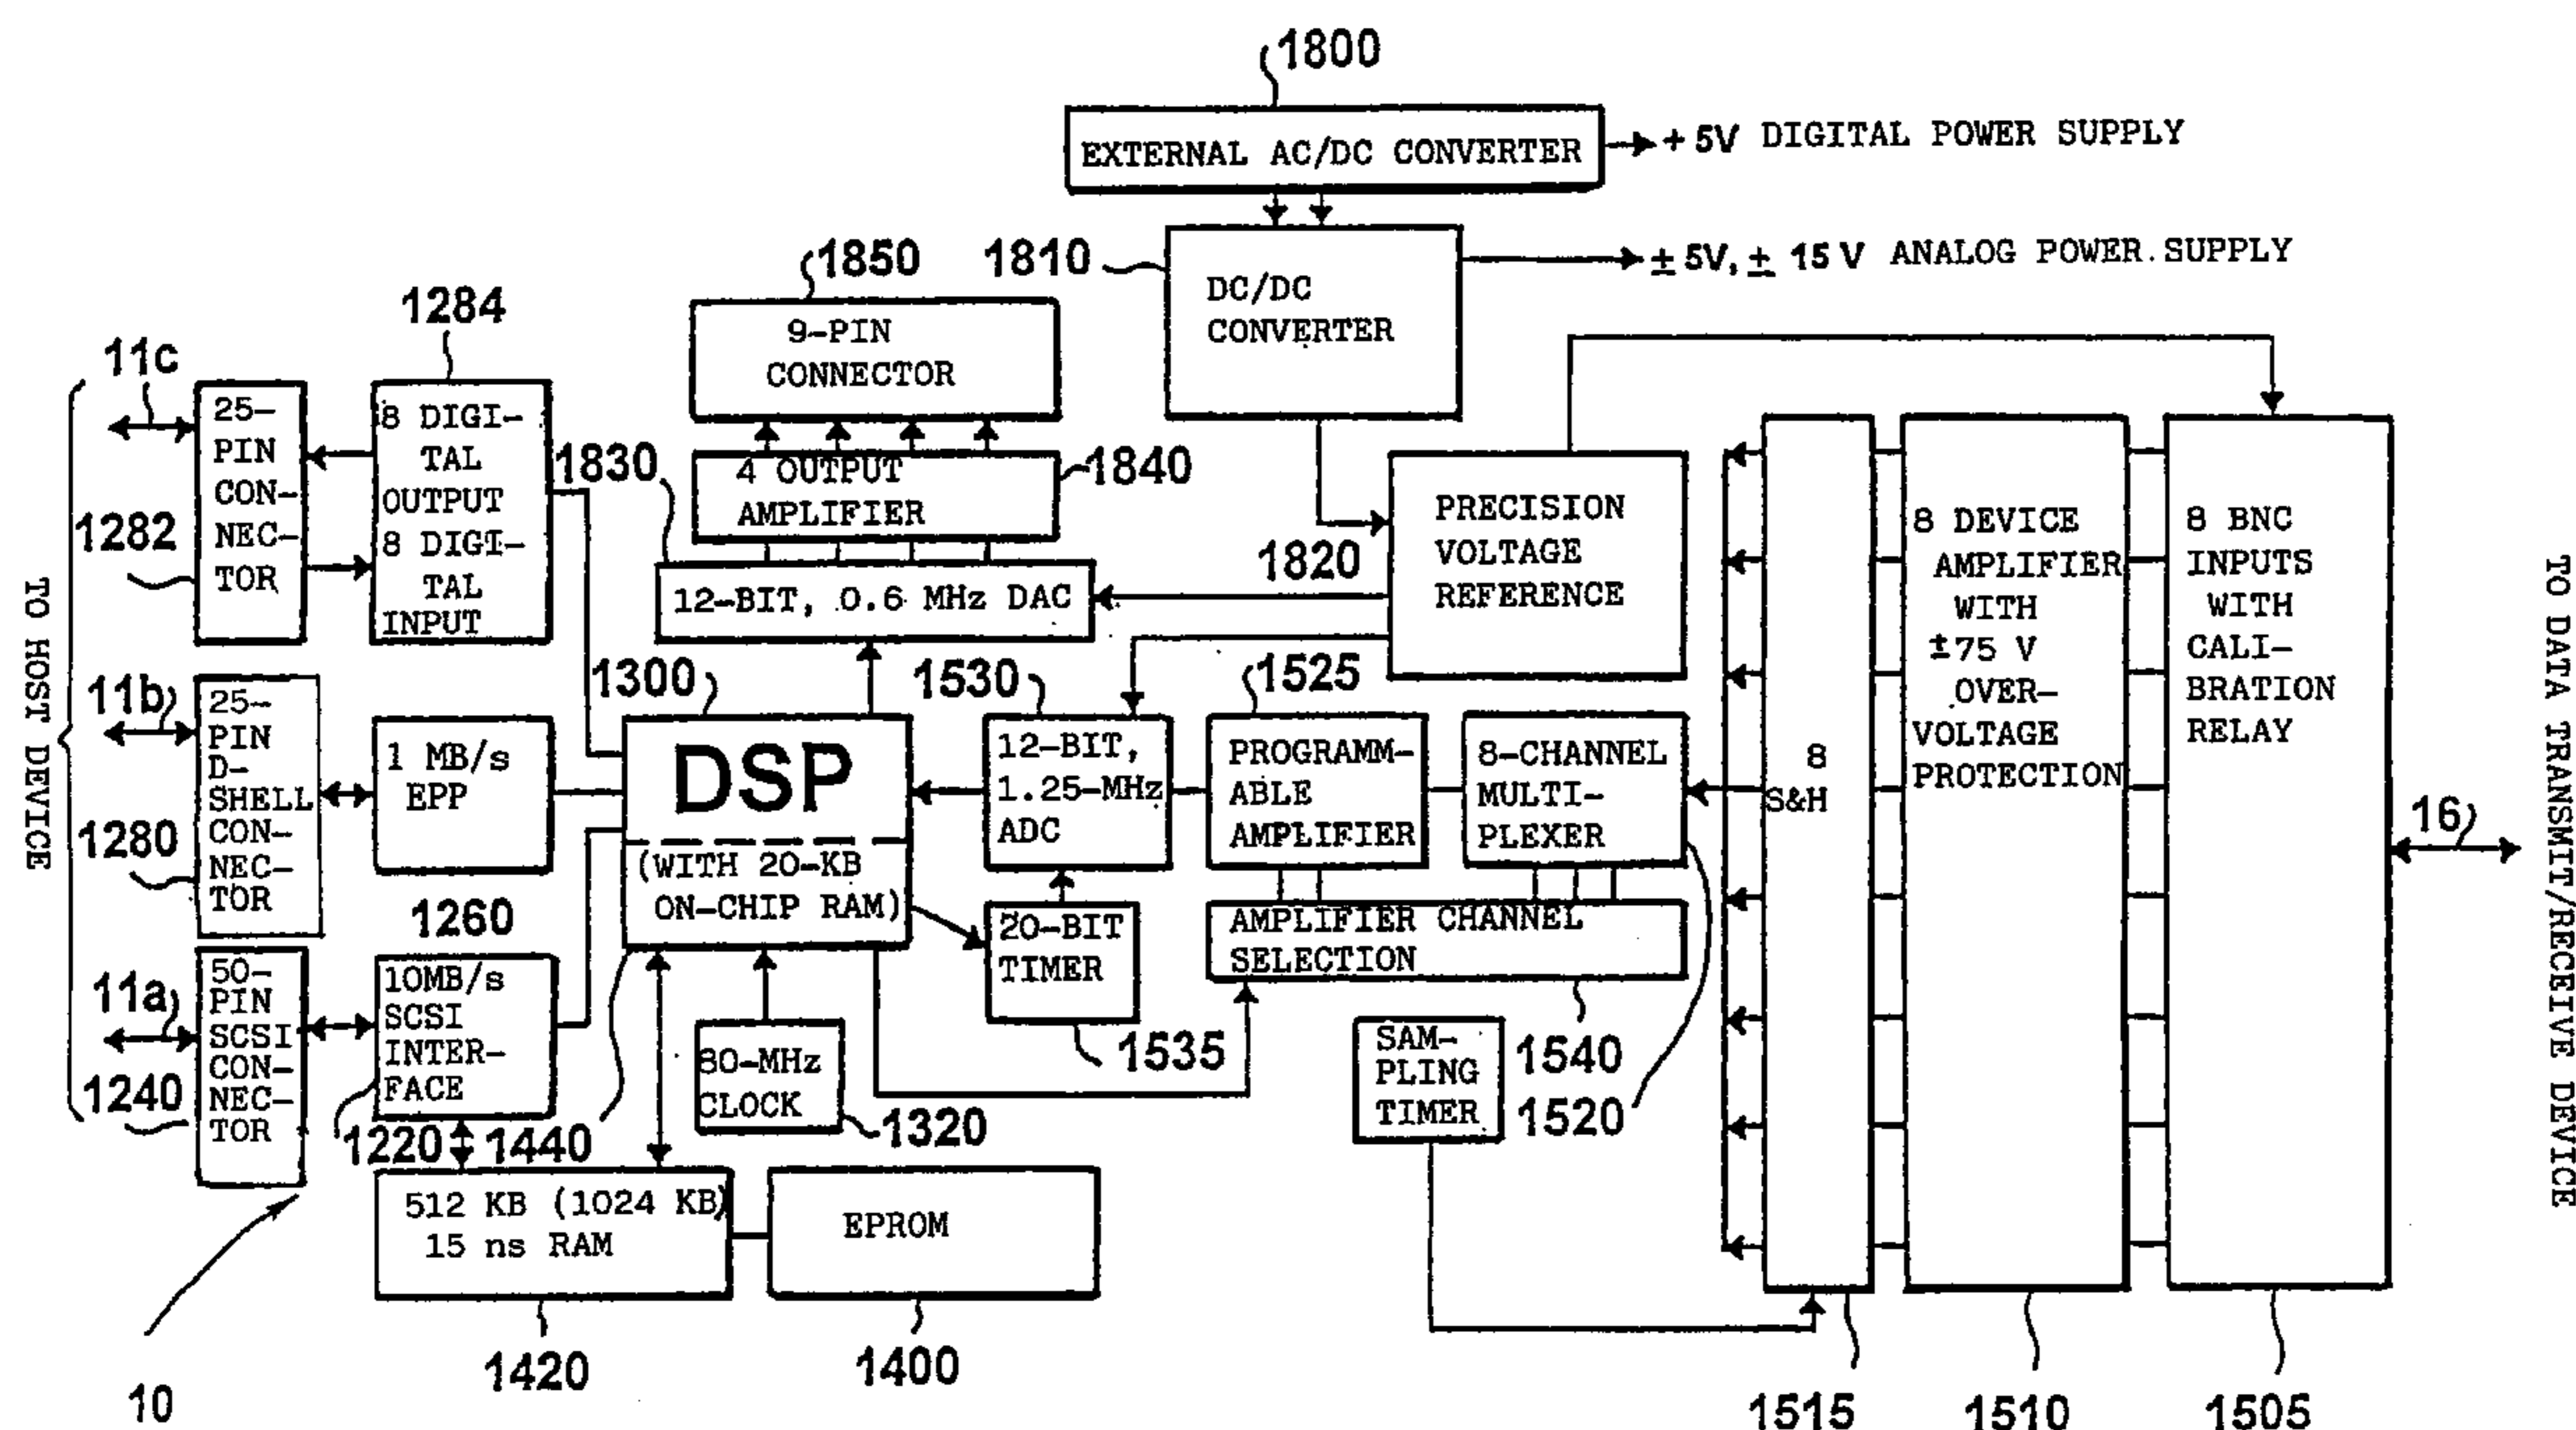 1800
EXTERNAL AC/DC CONVERTER
+5V DIGITAL POWER SUPPLY
1810
DC/DC
CONVERTER
± 5V, ± 15 V ANALOG POWER SUPPLY
1850
9-PIN
CONNECTOR
1840
4 OUTPUT
AMPLIFIER
1830
12-BIT, 0.6 MHz DAC
1820
PRECISION
VOLTAGE
REFERENCE
TO HOST DEVICE
11c
25-
PIN
CON-
NEC-
TOR
1282
1284
8 DIGI-
TAL
OUTPUT
8 DIGI-
TAL
INPUT
11b
25-
PIN
D-
SHELL
CON-
NEC-
TOR
1280
1 MB/s
EPP
1260
11a
50-
PIN
SCSI
CON-
NEC-
TOR
1240
10MB/s
SCSI
INTER-
FACE
1220
1440
1300
DSP
(WITH 20-KB
ON-CHIP RAM)
80-MHz
CLOCK
1320
1530
12-BIT,
1.25-MHz
ADC
20-BIT
TIMER
1535
1525
PROGRAMM-
ABLE
AMPLIFIER
8-CHANNEL
MULTI-
PLEXER
AMPLIFIER CHANNEL
SELECTION
1540
1520
SAM-
PLING
TIMER
8
S&H
8 DEVICE
AMPLIFIER
WITH
±75 V
OVER-
VOLTAGE
PROTECTION
8 BNC
INPUTS
WITH
CALI-
BRATION
RELAY
16
TO DATA TRANSMIT/RECEIVE DEVICE
512 KB (1024 KB)
15 ns RAM
EPROM
10
1420
1400
1515
1510
1505